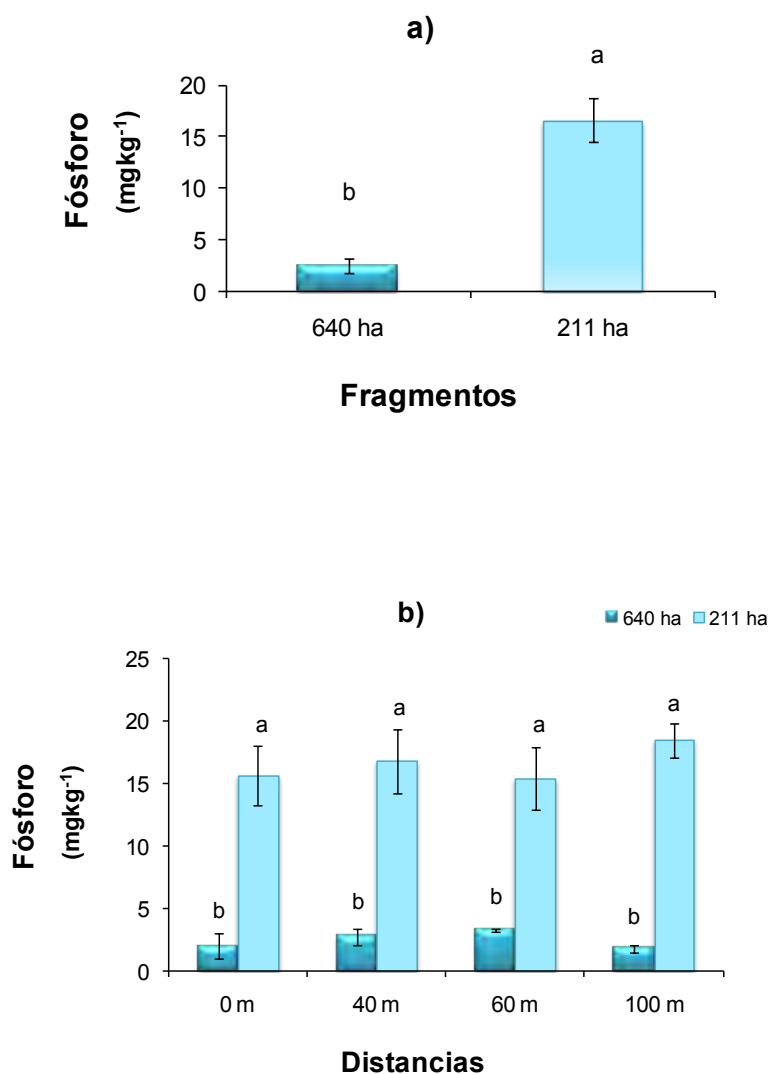 a)
a
b
20
15
10
5
0
Fósforo
(mgkg-1)
640 ha
211 ha
Fragmentos
b)
640 ha 211 ha
25
20
15
10
5
0
Fósforo
(mgkg-1)
a a a a
b b b b
0 m 40 m 60 m 100 m
Distancias